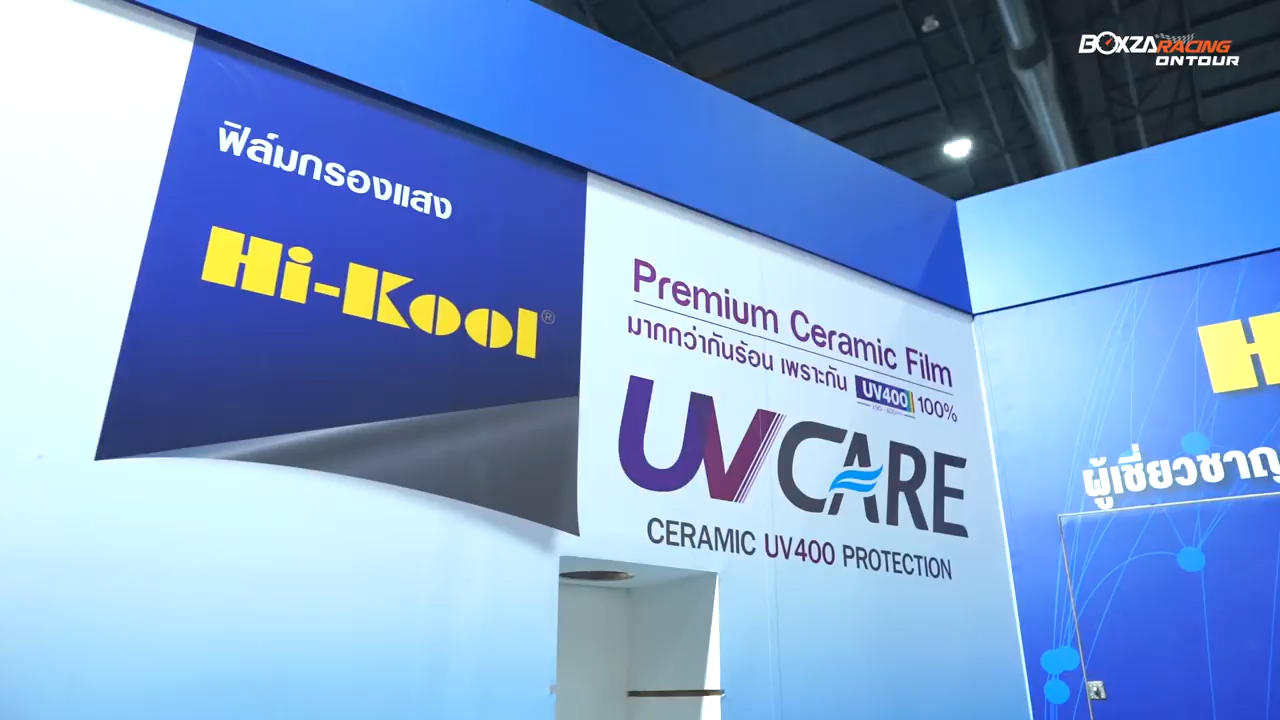 BOXZA RACING
ONTOUR
ฟิล์มกรองแสง
Hi-Kool®
Premium Ceramic Film
มากกว่ากันร้อน เพราะกัน UV400 100%
UV CARE
CERAMIC UV400 PROTECTION
H
ผู้เชี่ยวชาญ